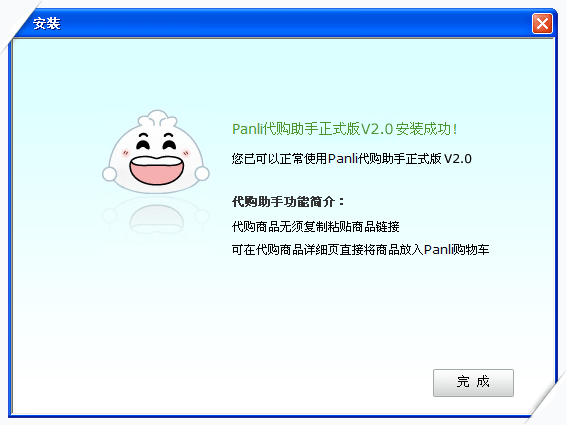 安装
Panli代购助手正式版V2.0 安装成功!
您已可以正常使用Panli代购助手正式版 V2.0
代购助手功能简介：
代购商品无须复制粘贴商品链接
可在代购商品详细页直接将商品放入Panli购物车
完 成